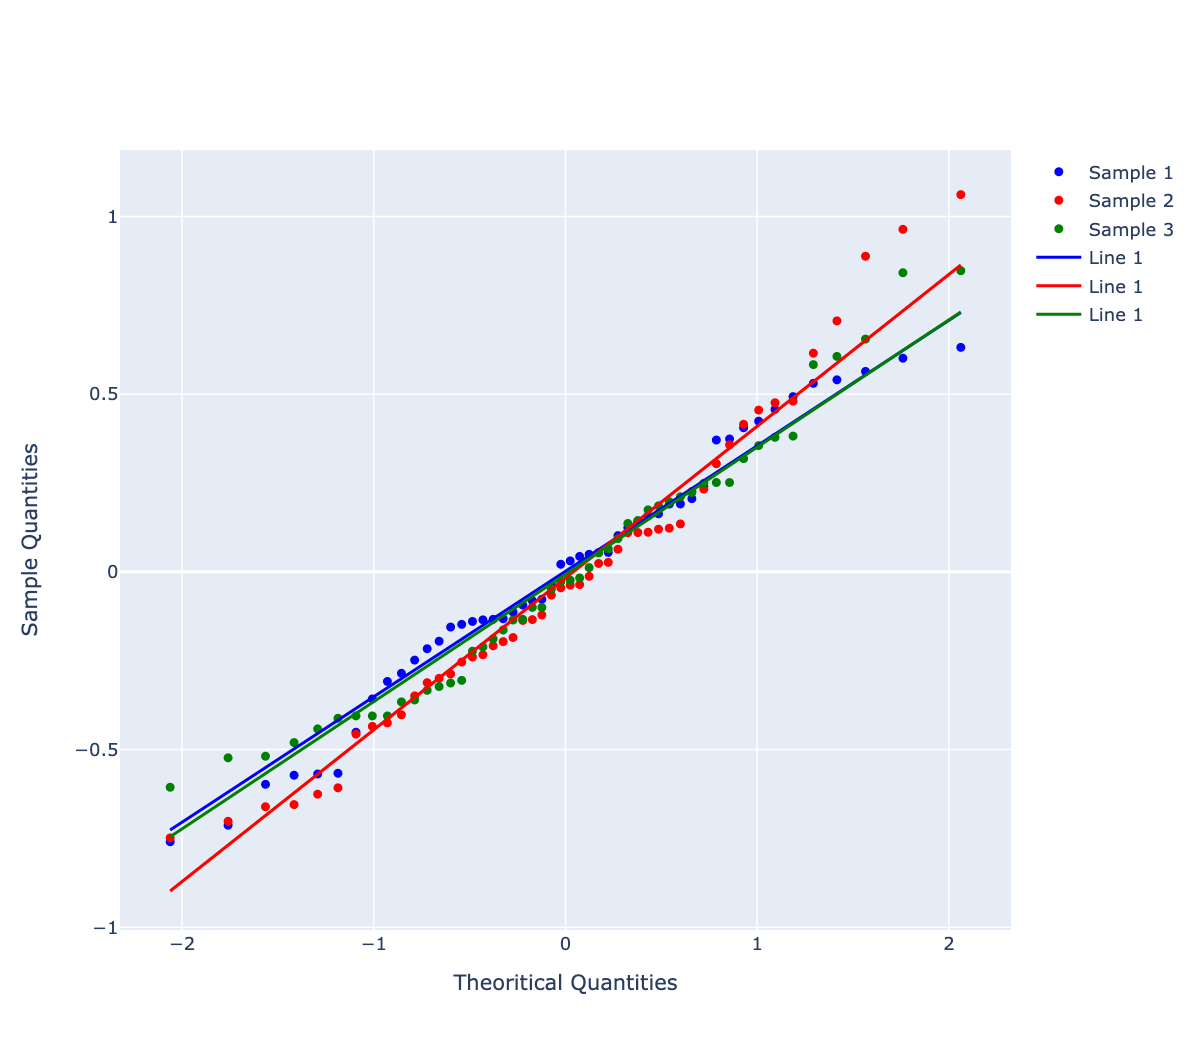 Sample 1
Sample 2
Sample 3
Line 1
Line 1
Line 1
1
0.5
0
−0.5
−1
−2
−1
0
1
2
Sample Quantities
Theoritical Quantities